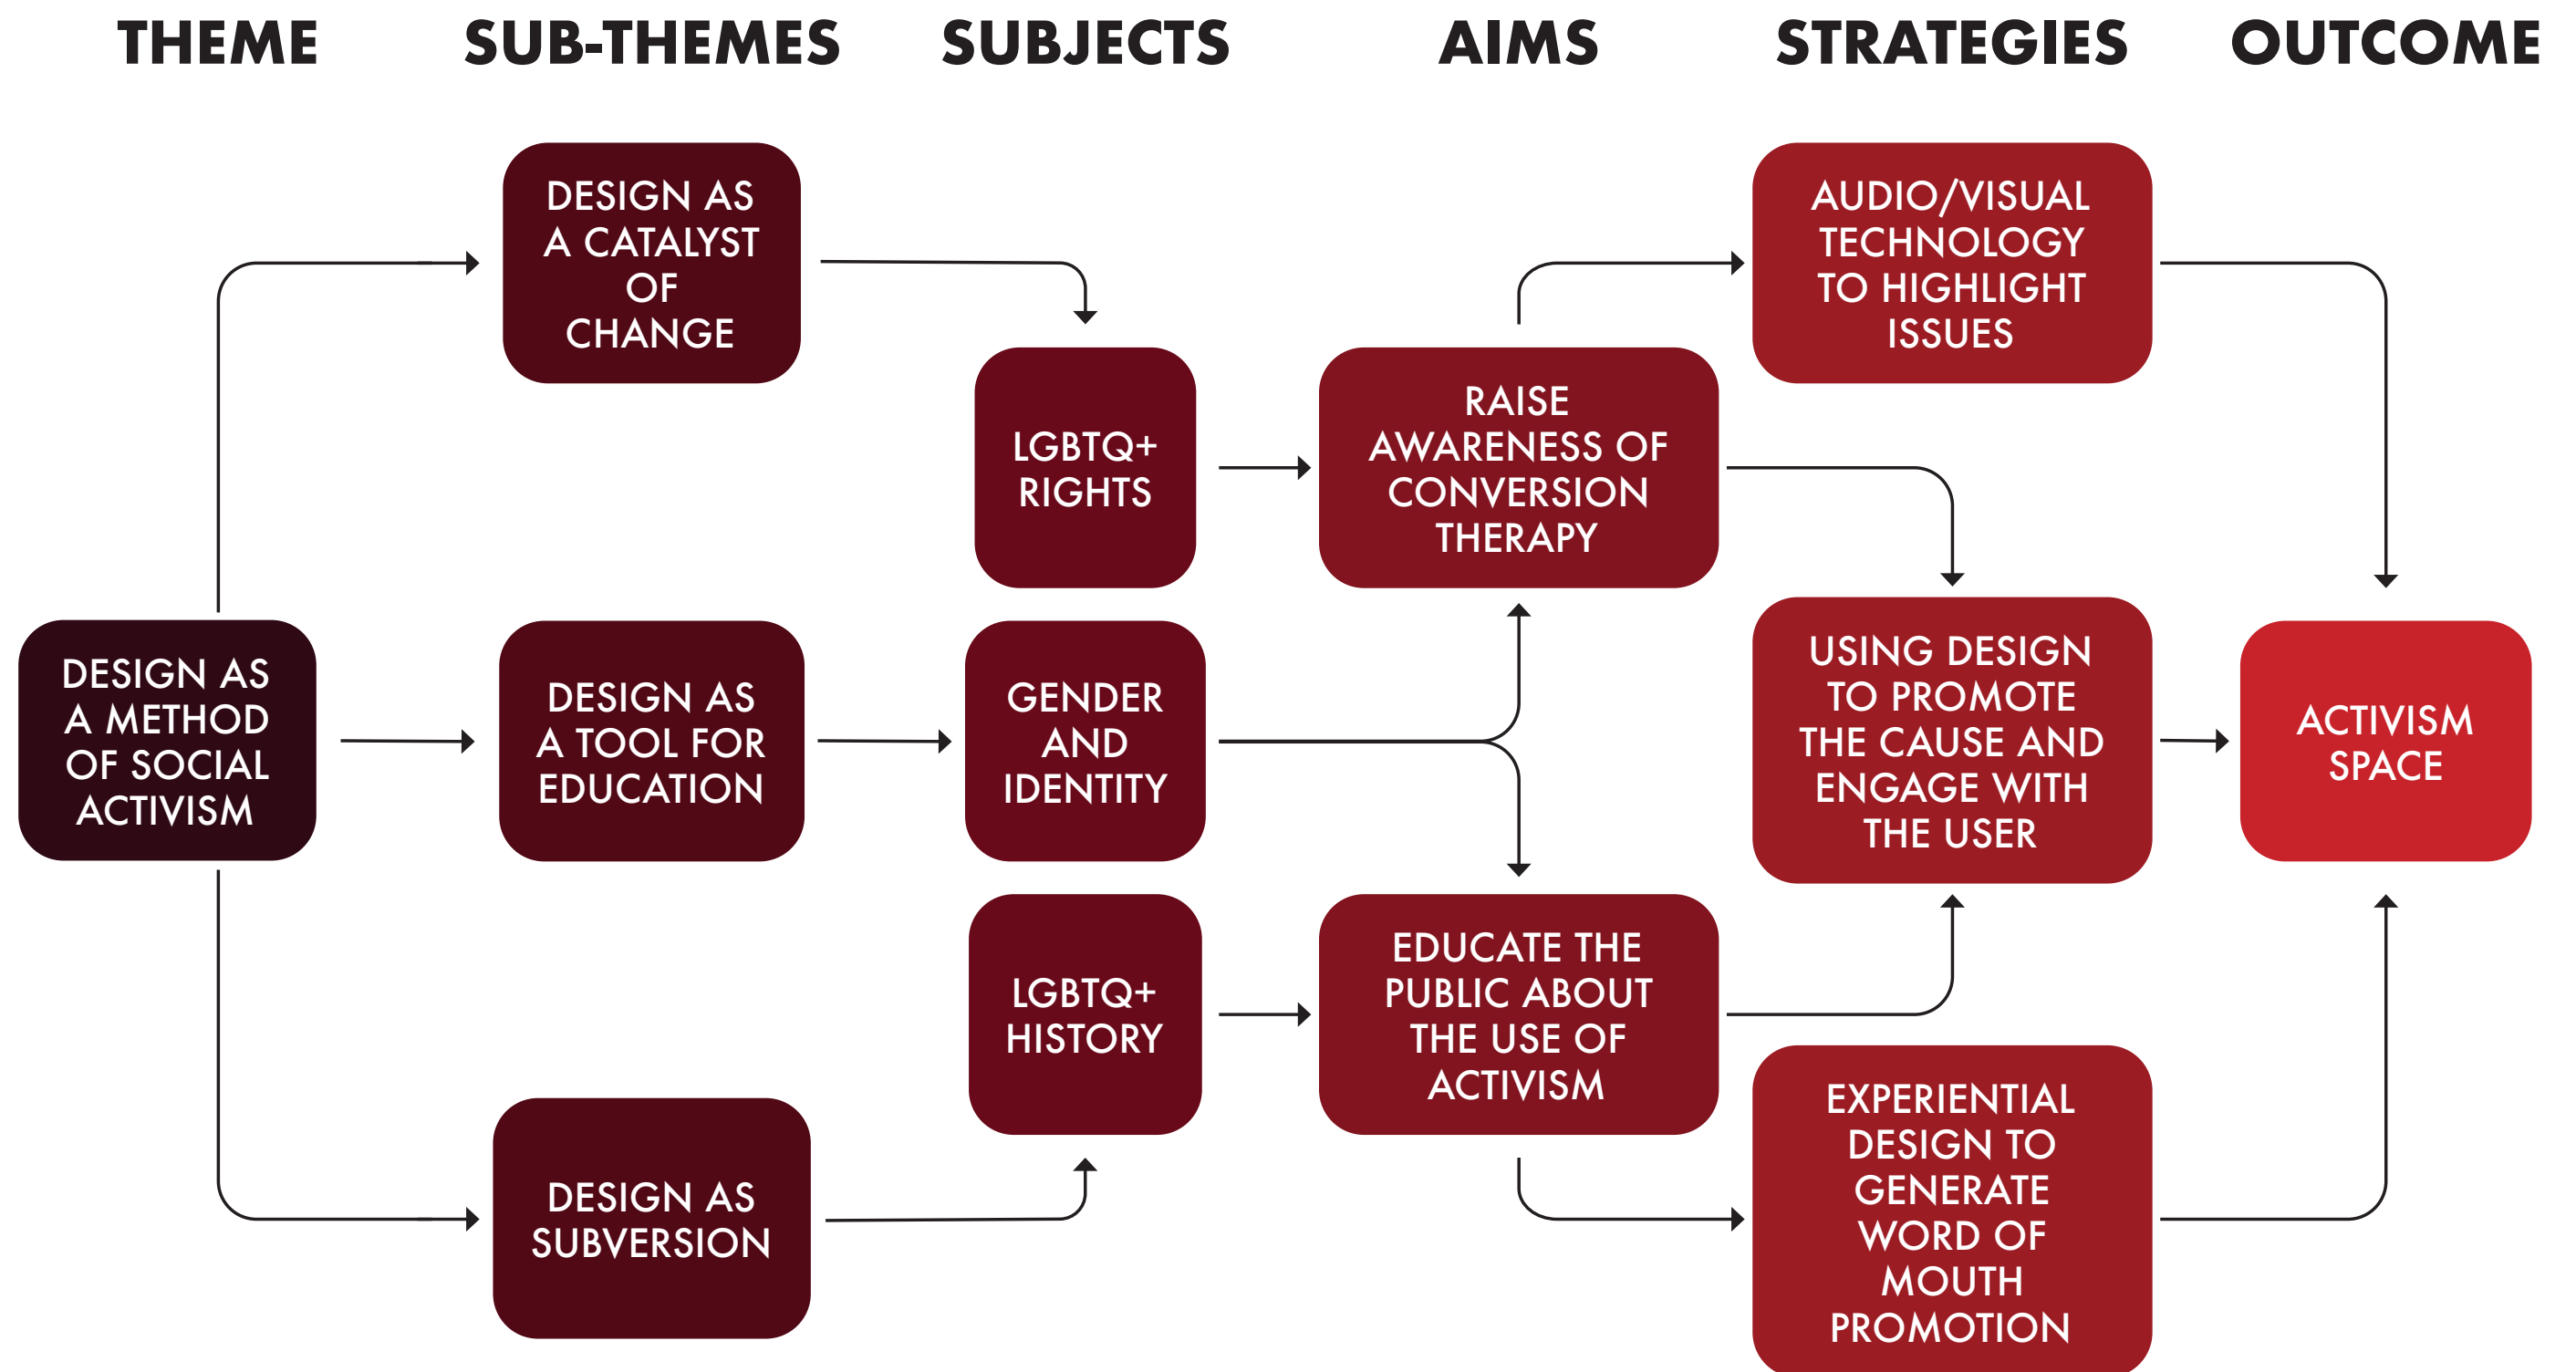 THEME
SUB-THEMES
SUBJECTS
AIMS
STRATEGIES
OUTCOME
DESIGN AS
A METHOD
OF SOCIAL
ACTIVISM
DESIGN AS
A CATALYST
OF
CHANGE
DESIGN AS
A TOOL FOR
EDUCATION
DESIGN AS
SUBVERSION
LGBTQ+
RIGHTS
GENDER
AND
IDENTITY
LGBTQ+
HISTORY
RAISE
AWARENESS OF
CONVERSION
THERAPY
EDUCATE THE
PUBLIC ABOUT
THE USE OF
ACTIVISM
AUDIO/VISUAL
TECHNOLOGY
TO HIGHLIGHT
ISSUES
USING DESIGN
TO PROMOTE
THE CAUSE AND
ENGAGE WITH
THE USER
EXPERIENTIAL
DESIGN TO
GENERATE
WORD OF
MOUTH
PROMOTION
ACTIVISM
SPACE